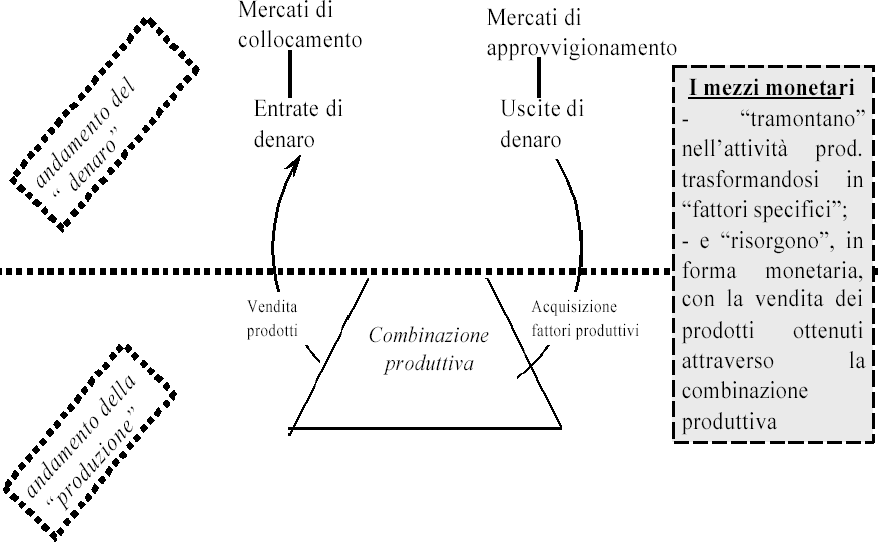 Mercati di
collocamento
Mercati di
approvvigionamento
Entrate di
denaro
Uscite di
denaro
andamento del
“ denaro”
I mezzi monetari
- “tramontano”
nell’attività prod.
trasformandosi in
“fattori specifici”;
- e “risorgono”, in
forma monetaria,
con la vendita dei
prodotti ottenuti
attraverso la
combinazione
produttiva
Vendita
prodotti
Combinazione
produttiva
Acquisizione
fattori produttivi
andamento della
“produzione”